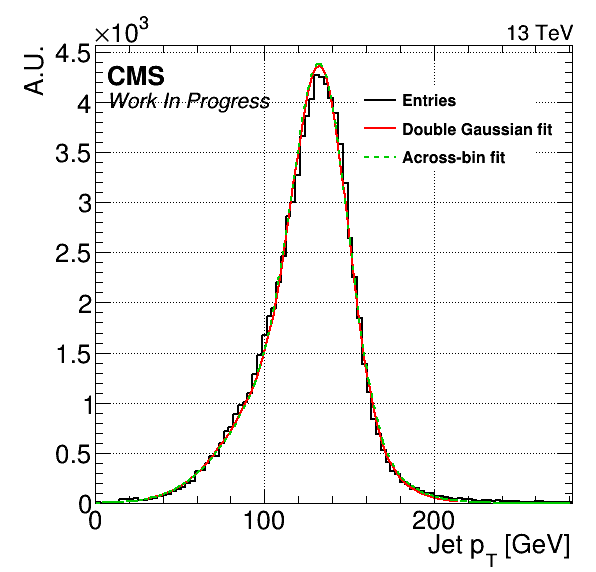 ×10³
13 TeV
A.U.
CMS
Work In Progress
Entries
Double Gaussian fit
Across-bin fit
4.5
4
3.5
3
2.5
2
1.5
1
0.5
0
0 100 200
Jet p_T [GeV]